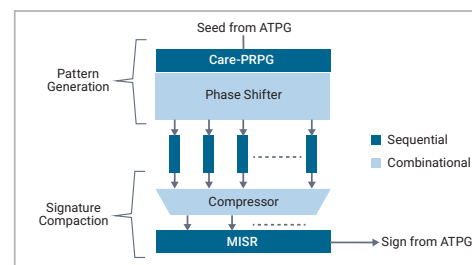 Seed from ATPG
Care-PRPG
Pattern
Generation
Phase Shifter
Sequential
Combinational
Signature
Compaction
Compressor
MISR
Sign from ATPG